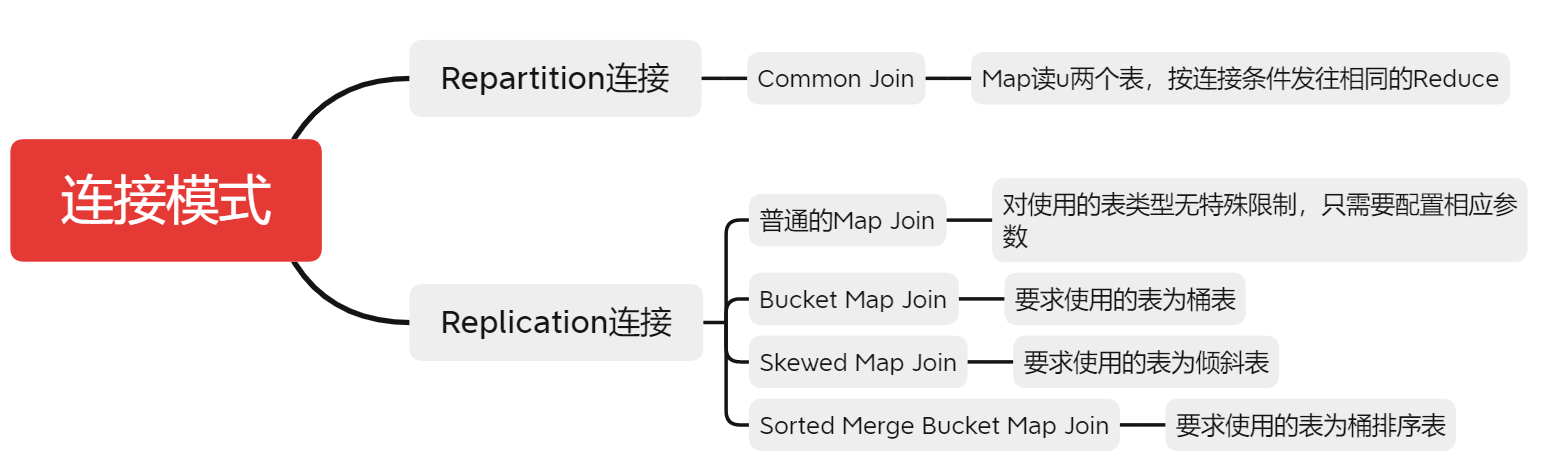 连接模式
Repartition连接
Common Join
Map读u两个表，按连接条件发往相同的Reduce
Replication连接
普通的Map Join
对使用的表类型无特殊限制，只需要配置相应参
数
Bucket Map Join
要求使用的表为桶表
Skewed Map Join
要求使用的表为倾斜表
Sorted Merge Bucket Map Join
要求使用的表为桶排序表